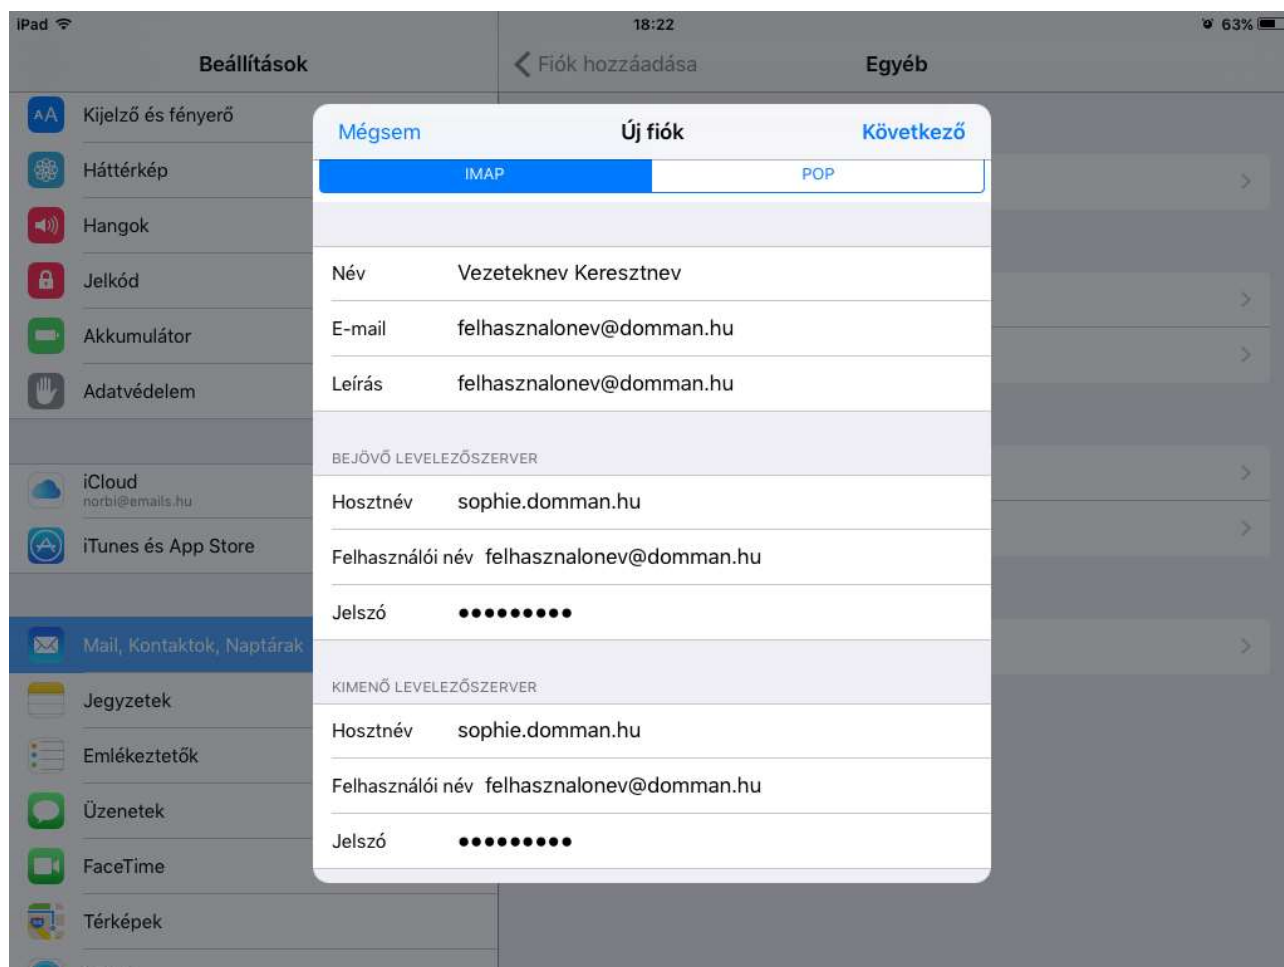 iPad 18:22 63%
Beállítások
Fiók hozzáadása Egyéb
Kijelző és fényerő
Háttérkép
Hangok
Jelkód
Akkumulátor
Adatvédelem
iCloud
norbi@emails.hu
iTunes és App Store
Mail, Kontaktok, Naptárak
Jegyzetek
Emlékeztetők
Üzenetek
FaceTime
Térképek
Mégsem Új fiók Következő
IMAP POP
Név Vezeteknev Keresztnev
E-mail felhasznalonev@domman.hu
Leírás felhasznalonev@domman.hu
BEJÖVŐ LEVELEZŐSZERVER
Hosztnév sophie.domman.hu
Felhasználói név felhasznalonev@domman.hu
Jelszó ●●●●●●●●●
KIMENŐ LEVELEZŐSZERVER
Hosztnév sophie.domman.hu
Felhasználói név felhasznalonev@domman.hu
Jelszó ●●●●●●●●●